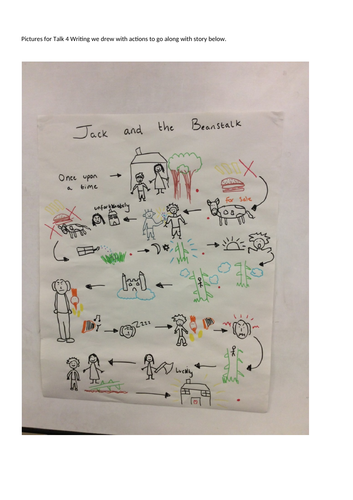 Pictures for Talk 4 Writing we drew with actions to go along with story below.
Jack and the Beanstalk
Once upon
a time
for sale
unfortunately
zzzz
luckily